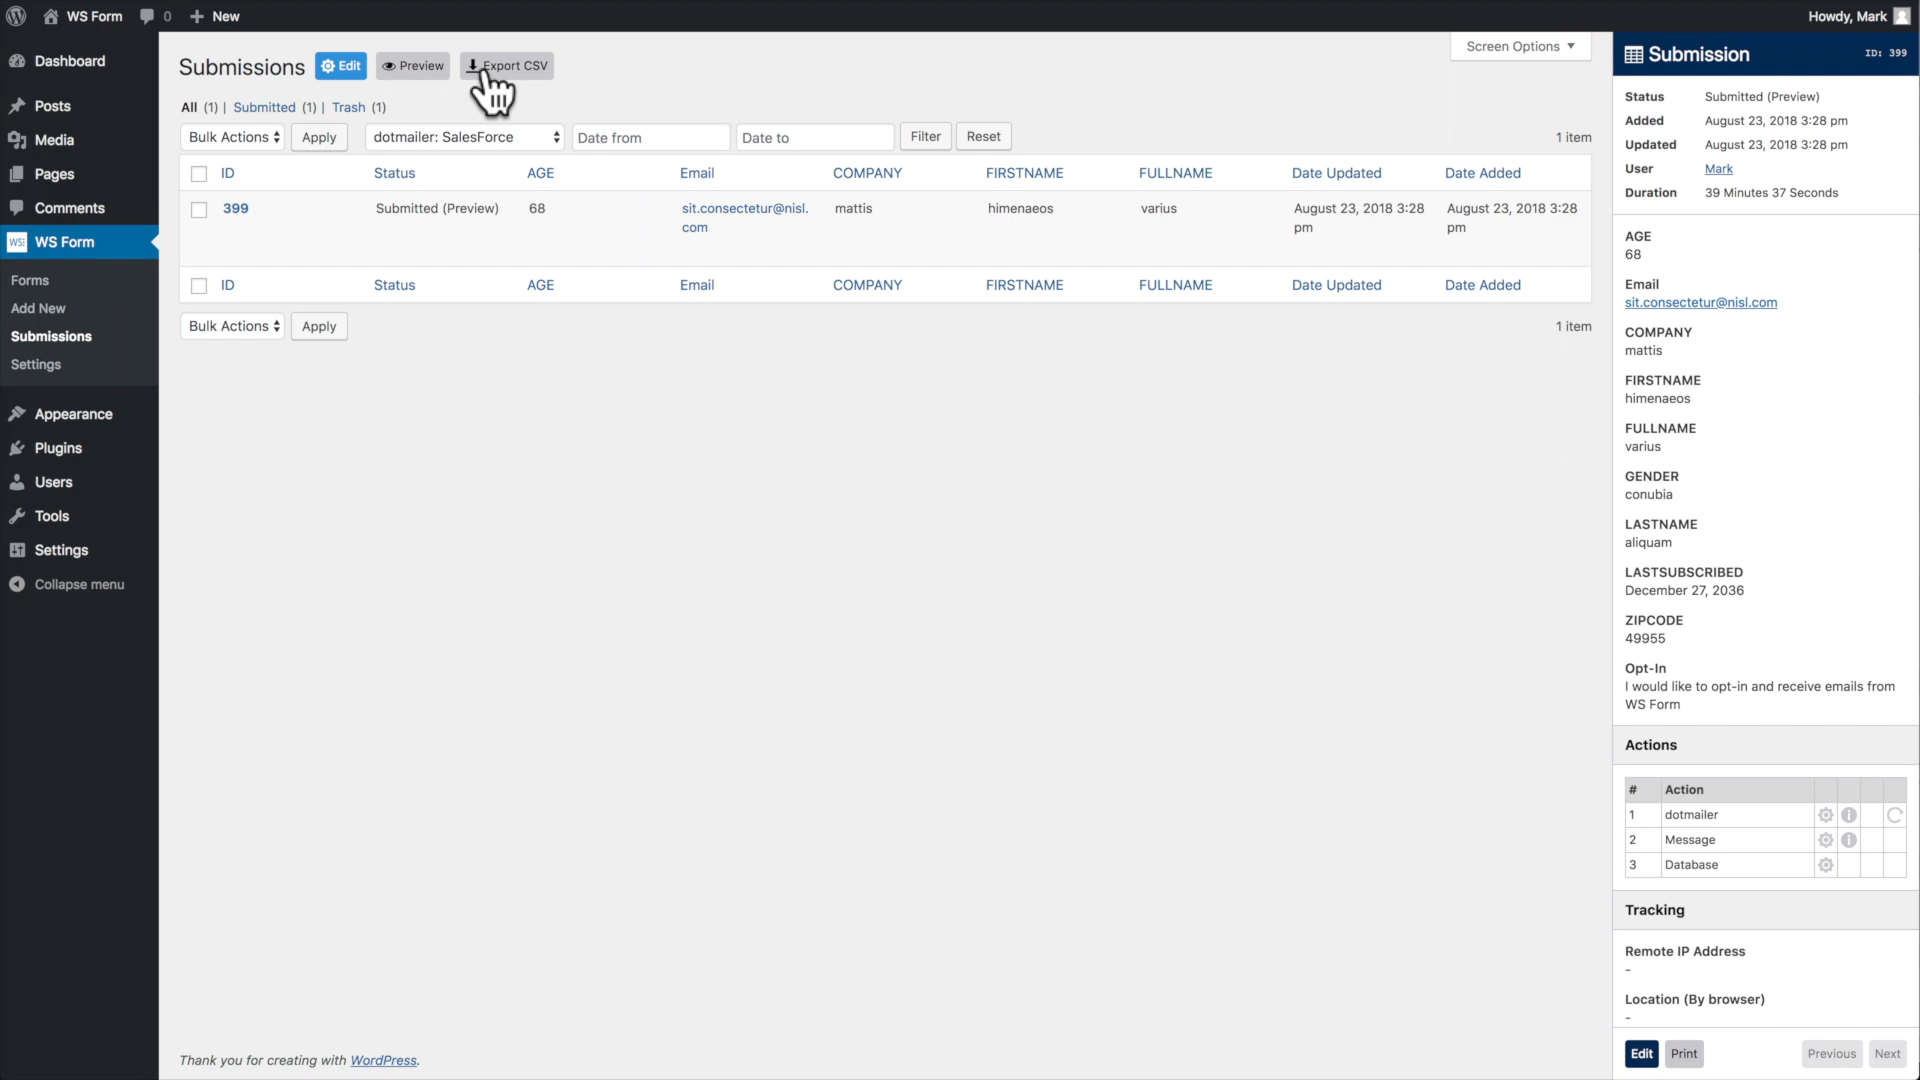 WS Form
0
New
Howdy, Mark
Dashboard
Posts
Media
Pages
Comments
WS Form
Forms
Add New
Submissions
Settings
Appearance
Plugins
Users
Tools
Settings
Collapse menu
Screen Options
Submissions
Edit
Preview
Export CSV
All (1) | Submitted (1) | Trash (1)
Bulk Actions
Apply
dotmailer: SalesForce
Date from
Date to
Filter
Reset
1 item
ID Status AGE Email COMPANY FIRSTNAME FULLNAME Date Updated Date Added
399 Submitted (Preview) 68 sit.consectetur@nisl. mattis himenaeos varius August 23, 2018 3:28 August 23, 2018 3:28
com pm pm
ID Status AGE Email COMPANY FIRSTNAME FULLNAME Date Updated Date Added
Bulk Actions
Apply
1 item
Thank you for creating with WordPress.
Submission
ID: 399
Status Submitted (Preview)
Added August 23, 2018 3:28 pm
Updated August 23, 2018 3:28 pm
User Mark
Duration 39 Minutes 37 Seconds
AGE
68
Email
sit.consectetur@nisl.com
COMPANY
mattis
FIRSTNAME
himenaeos
FULLNAME
varius
GENDER
conubia
LASTNAME
aliquam
LASTSUBSCRIBED
December 27, 2036
ZIPCODE
49955
Opt-In
I would like to opt-in and receive emails from
WS Form
Actions
# Action
1 dotmailer
2 Message
3 Database
Tracking
Remote IP Address
-
Location (By browser)
-
Edit
Print
Previous
Next